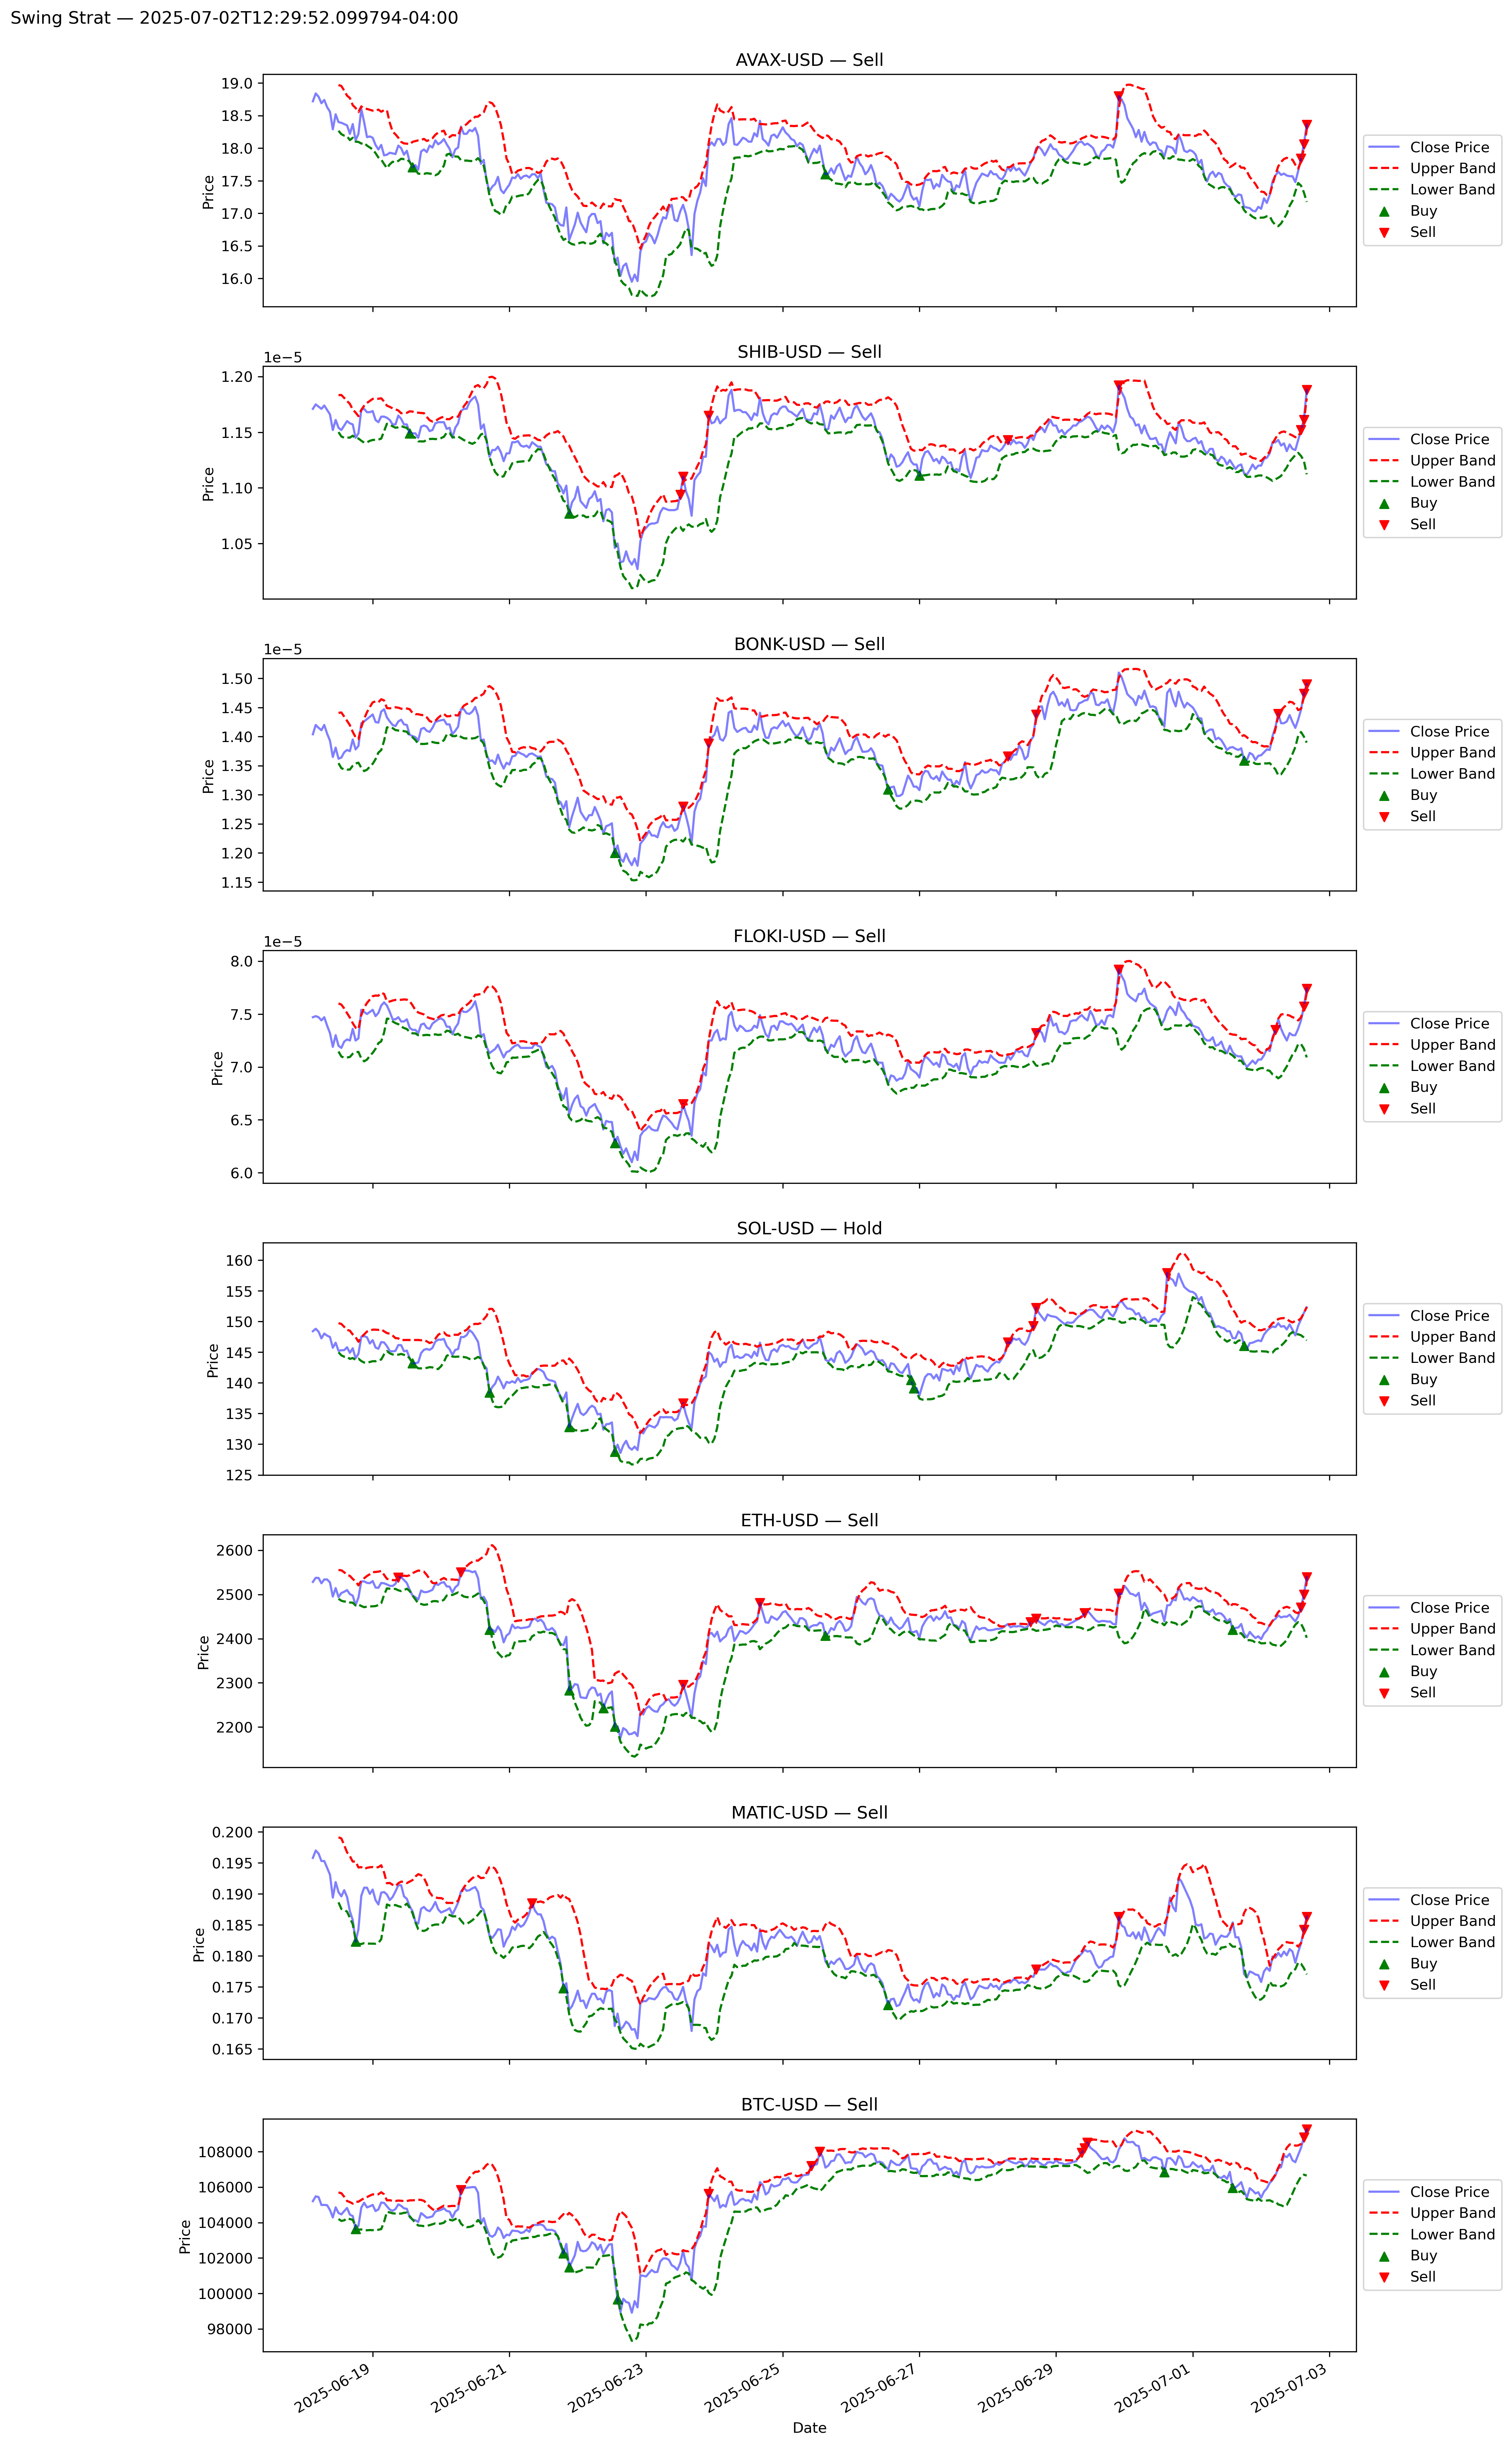 Swing Strat — 2025-07-02T12:29:52.099794-04:00
AVAX-USD — Sell
19.0
18.5
18.0
17.5
17.0
16.5
16.0
Price
Close Price
Upper Band
Lower Band
Buy
Sell
SHIB-USD — Sell
1e−5
1.20
1.15
1.10
1.05
Price
Close Price
Upper Band
Lower Band
Buy
Sell
BONK-USD — Sell
1e−5
1.50
1.45
1.40
1.35
1.30
1.25
1.20
1.15
Price
Close Price
Upper Band
Lower Band
Buy
Sell
FLOKI-USD — Sell
1e−5
8.0
7.5
7.0
6.5
6.0
Price
Close Price
Upper Band
Lower Band
Buy
Sell
SOL-USD — Hold
160
155
150
145
140
135
130
125
Price
Close Price
Upper Band
Lower Band
Buy
Sell
ETH-USD — Sell
2600
2500
2400
2300
2200
Price
Close Price
Upper Band
Lower Band
Buy
Sell
MATIC-USD — Sell
0.200
0.195
0.190
0.185
0.180
0.175
0.170
0.165
Price
Close Price
Upper Band
Lower Band
Buy
Sell
BTC-USD — Sell
108000
106000
104000
102000
100000
98000
Price
Close Price
Upper Band
Lower Band
Buy
Sell
2025-06-19
2025-06-21
2025-06-23
2025-06-25
2025-06-27
2025-06-29
2025-07-01
2025-07-03
Date